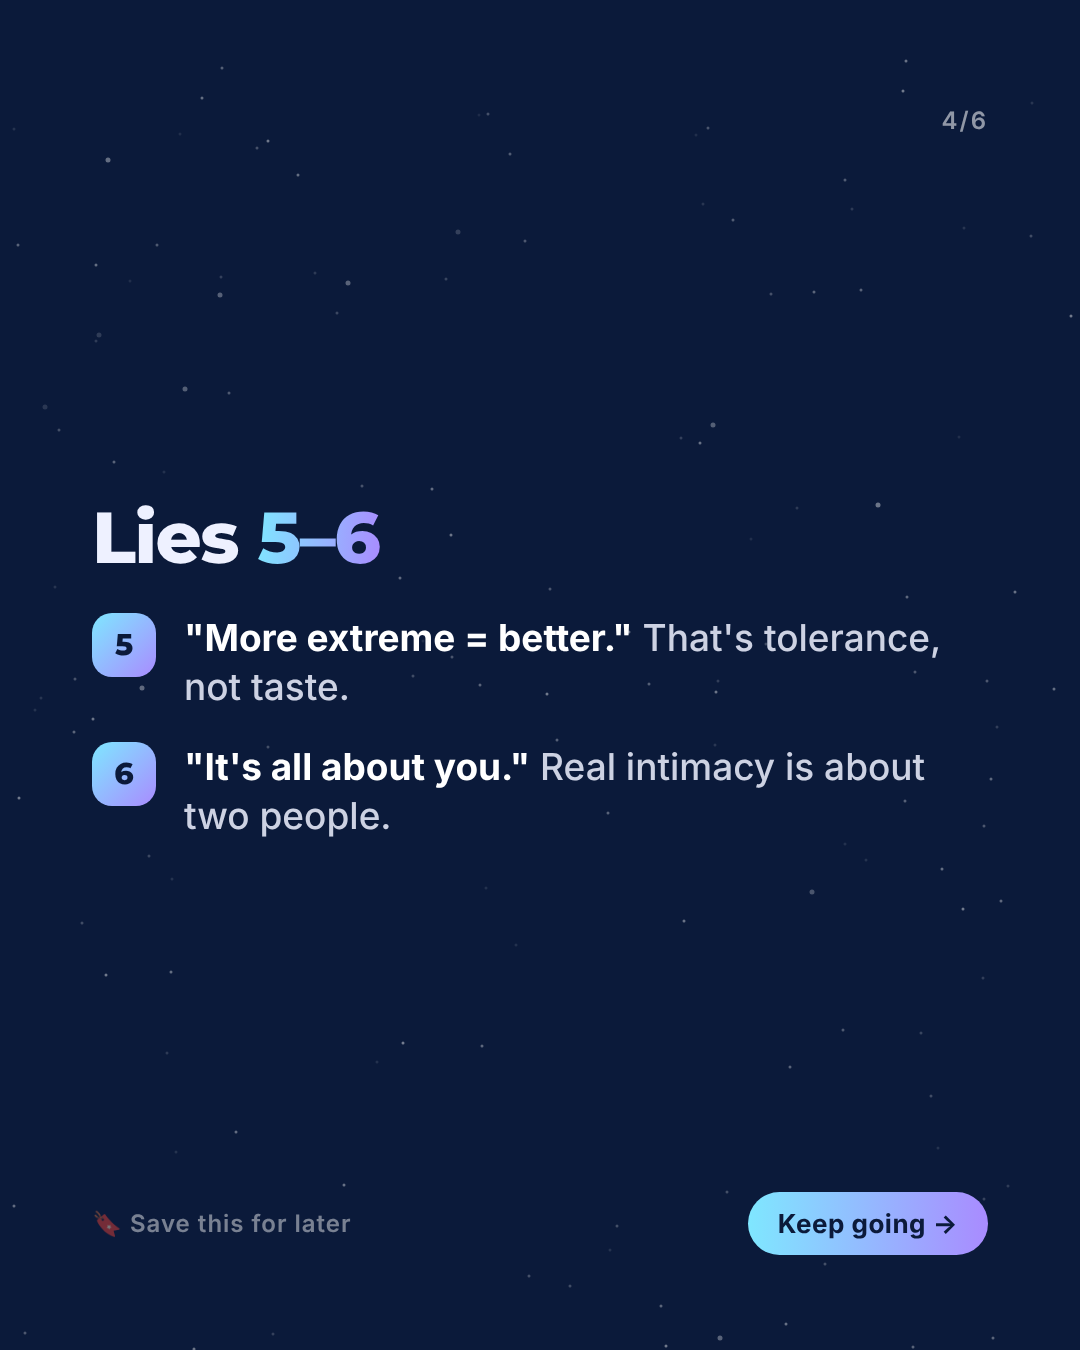 4/6
Lies 5–6
5
"More extreme = better." That's tolerance,
not taste.
6
"It's all about you." Real intimacy is about
two people.
🔖 Save this for later
Keep going →